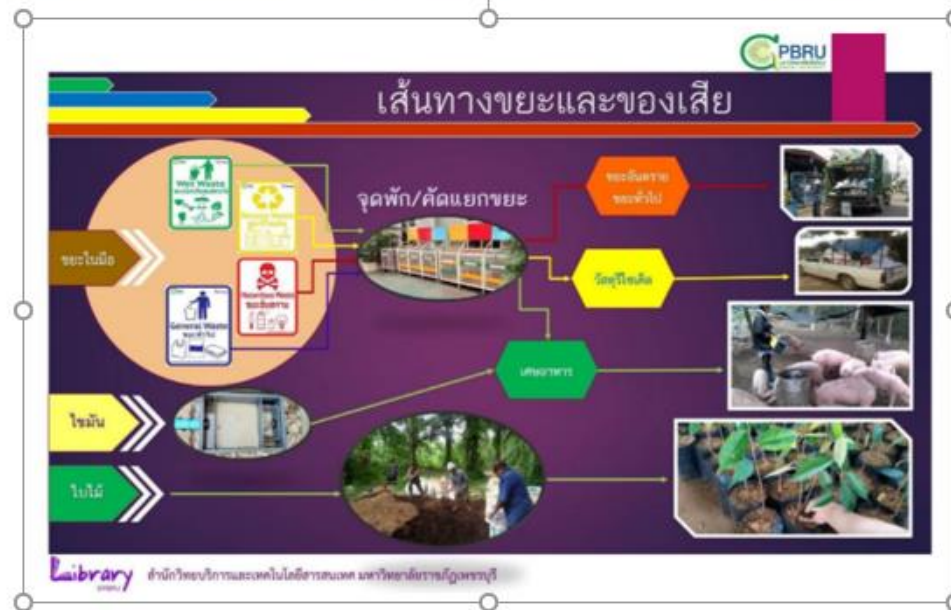 PBRU
เส้นทางขยะและของเสีย
จุดพัก/คัดแยกขยะ
ขยะในมือ
Wet Waste
Hazardous Waste
ขยะอันตราย
General Waste
ขยะทั่วไป
ขยะอันตราย
ขยะทั่วไป
วัสดุรีไซเคิล
เศษอาหาร
ไขมัน
ใบไม้
Library
สำนักวิทยบริการและเทคโนโลยีสารสนเทศ มหาวิทยาลัยราชภัฏเพชรบุรี